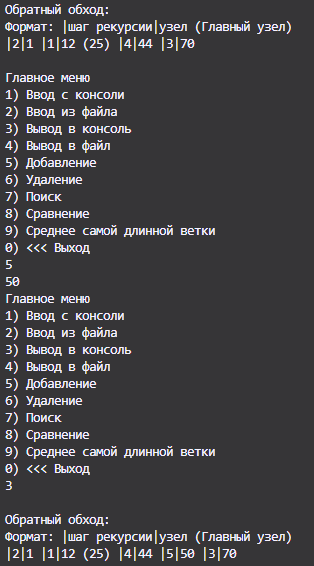 Обратный обход:
Формат: |шаг рекурсии|узел (Главный узел)
|2|1 |1|12 (25) |4|44 |3|70

Главное меню
1) Ввод с консоли
2) Ввод из файла
3) Вывод в консоль
4) Вывод в файл
5) Добавление
6) Удаление
7) Поиск
8) Сравнение
9) Среднее самой длинной ветки
0) <<< Выход
5
50
Главное меню
1) Ввод с консоли
2) Ввод из файла
3) Вывод в консоль
4) Вывод в файл
5) Добавление
6) Удаление
7) Поиск
8) Сравнение
9) Среднее самой длинной ветки
0) <<< Выход
3

Обратный обход:
Формат: |шаг рекурсии|узел (Главный узел)
|2|1 |1|12 (25) |4|44 |5|50 |3|70